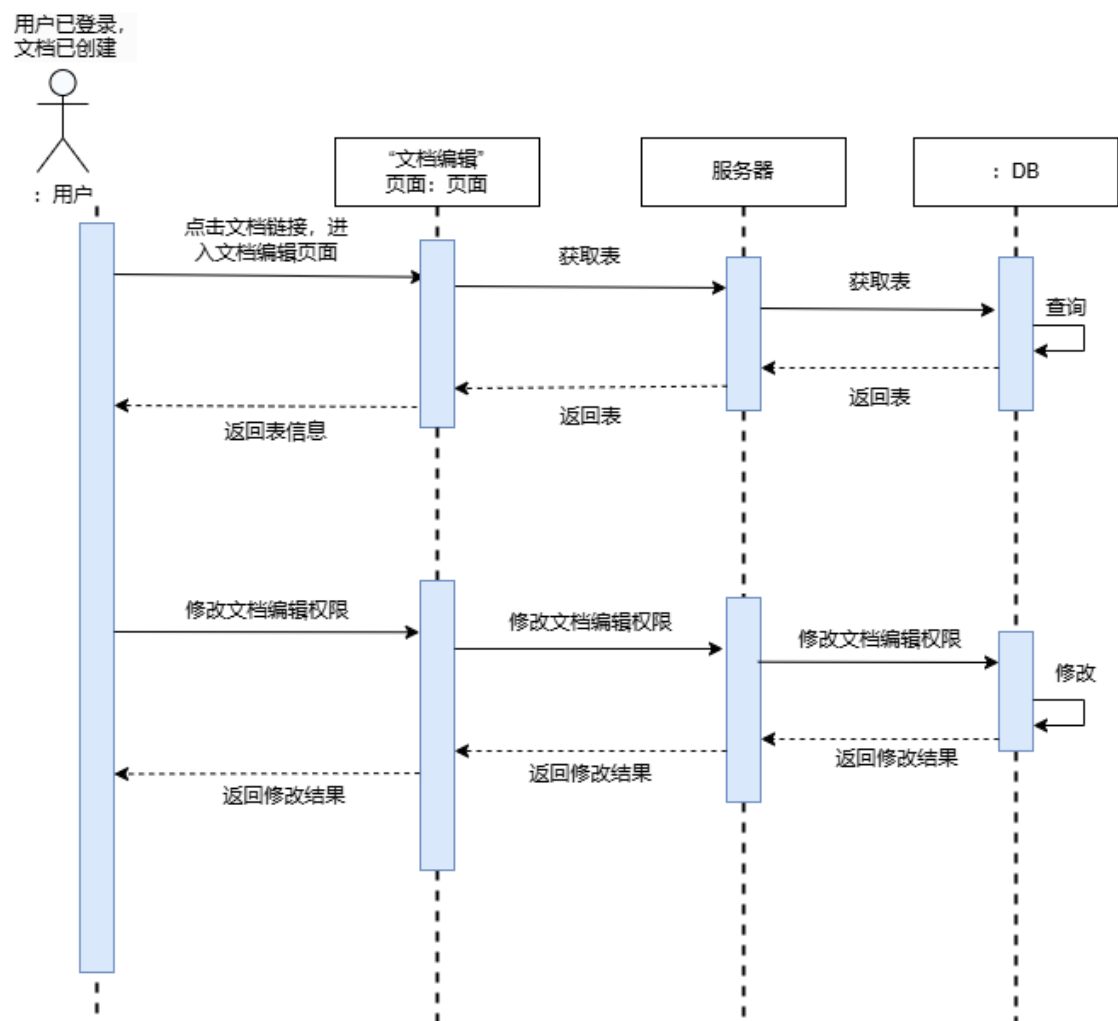 用户已登录，
文档已创建
：用户
“文档编辑”
页面：页面
服务器
：DB
点击文档链接，进
入文档编辑页面
获取表
获取表
查询
返回表
返回表
返回表信息
修改文档编辑权限
修改文档编辑权限
修改文档编辑权限
修改
返回修改结果
返回修改结果
返回修改结果